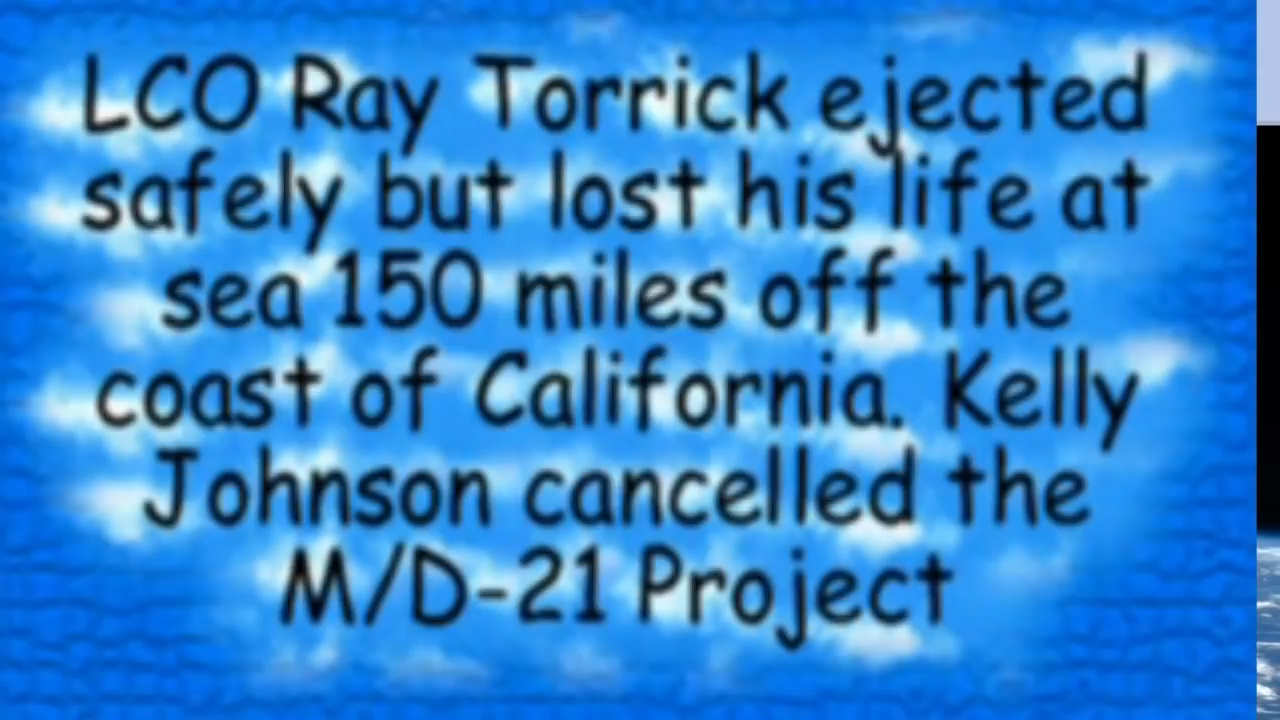 LCO Ray Torrick ejected
safely but lost his life at
sea 150 miles off the
coast of California. Kelly
Johnson cancelled the
M/D-21 Project